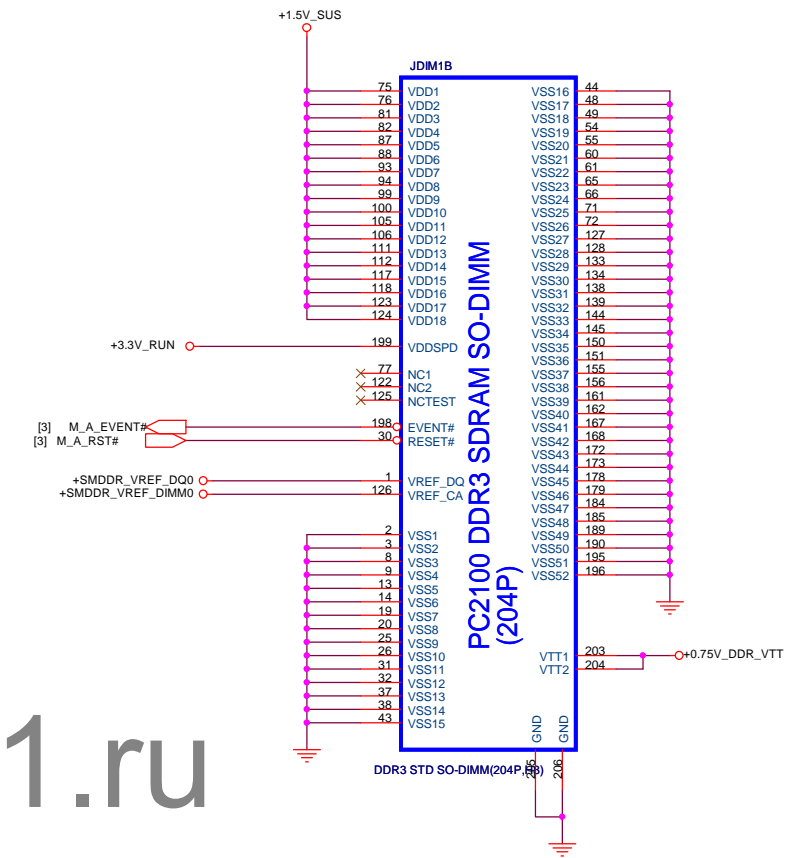 +1.5V_SUS
JDIM1B
75 VDD1 VSS16 44
76 VDD2 VSS17 48
81 VDD3 VSS18 49
82 VDD4 VSS19 54
87 VDD5 VSS20 55
88 VDD6 VSS21 60
93 VDD7 VSS22 61
94 VDD8 VSS23 65
99 VDD9 VSS24 66
100 VDD10 VSS25 71
105 VDD11 VSS26 72
106 VDD12 VSS27 127
111 VDD13 VSS28 128
112 VDD14 VSS29 133
117 VDD15 VSS30 134
118 VDD16 VSS31 138
123 VDD17 VSS32 139
124 VDD18 VSS33 144
VSS34 145
+3.3V_RUN 199 VDDSPD VSS35 150
VSS36 151
77 NC1 VSS37 155
122 NC2 VSS38 156
125 NCTEST VSS39 161
VSS40 162
[3] M_A_EVENT# 198 EVENT# VSS41 167
[3] M_A_RST# 30 RESET# VSS42 168
VSS43 172
VSS44 173
+SMDDR_VREF_DQ0 1 VREF_DQ VSS45 178
+SMDDR_VREF_DIMM0 126 VREF_CA VSS46 179
VSS47 184
VSS48 185
2 VSS1 VSS49 189
3 VSS2 VSS50 190
8 VSS3 VSS51 195
9 VSS4 VSS52 196
13 VSS5
14 VSS6
19 VSS7
20 VSS8
25 VSS9
26 VSS10 VTT1 203 +0.75V_DDR_VTT
31 VSS11 VTT2 204
32 VSS12
37 VSS13
38 VSS14
43 VSS15
PC2100 DDR3 SDRAM SO-DIMM
(204P)
GND GND
205 206
DDR3 STD SO-DIMM(204P,
1.ru